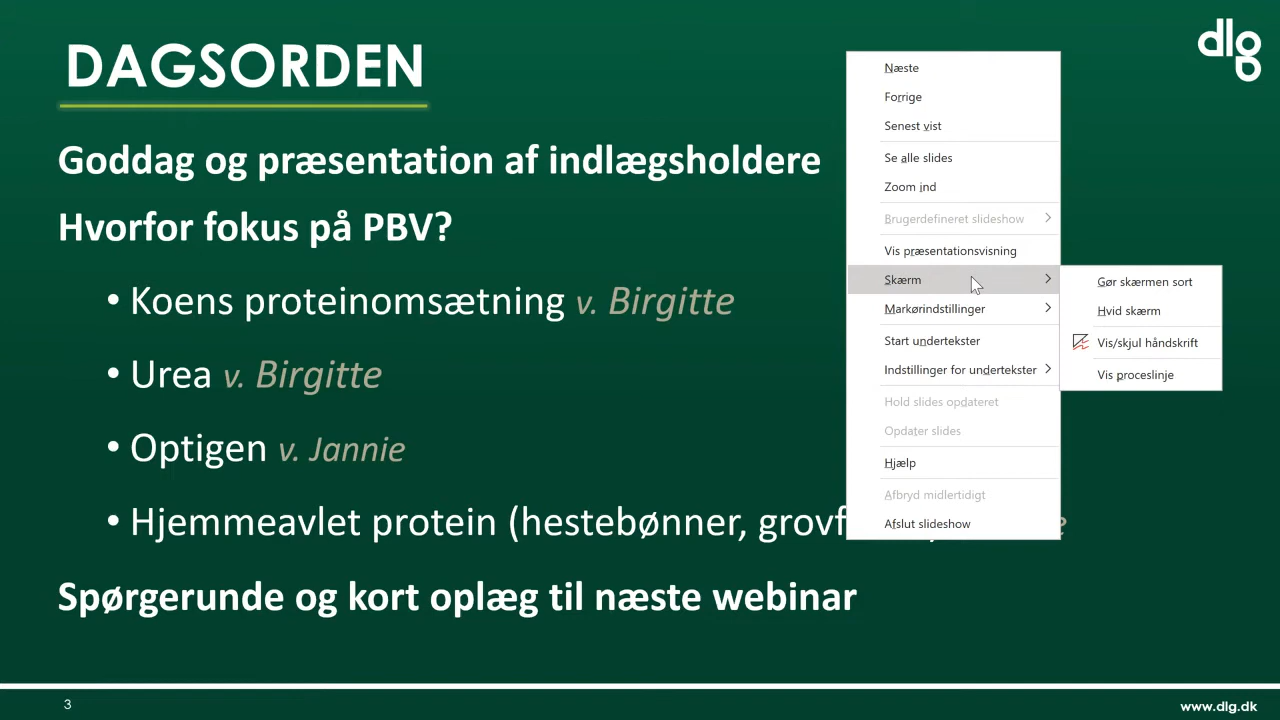 DAGSORDEN
dlg
Goddag og præsentation af indlægsholdere
Hvorfor fokus på PBV?
• Koens proteinomsætning v. Birgitte
• Urea v. Birgitte
• Optigen v. Jannie
• Hjemmeavlet protein (hestebønner, grovf
Spørgerunde og kort oplæg til næste webinar
Næste
Forrige
Senest vist
Se alle slides
Zoom ind
Brugerdefineret slideshow
Vis præsentationsvisning
Skærm
Markørindstillinger
Start undertekster
Indstillinger for undertekster
Hold slides opdateret
Opdater slides
Hjælp
Afbryd midlertidigt
Afslut slideshow
Gør skærmen sort
Hvid skærm
Vis/skjul håndskrift
Vis proceslinje
3
www.dlg.dk